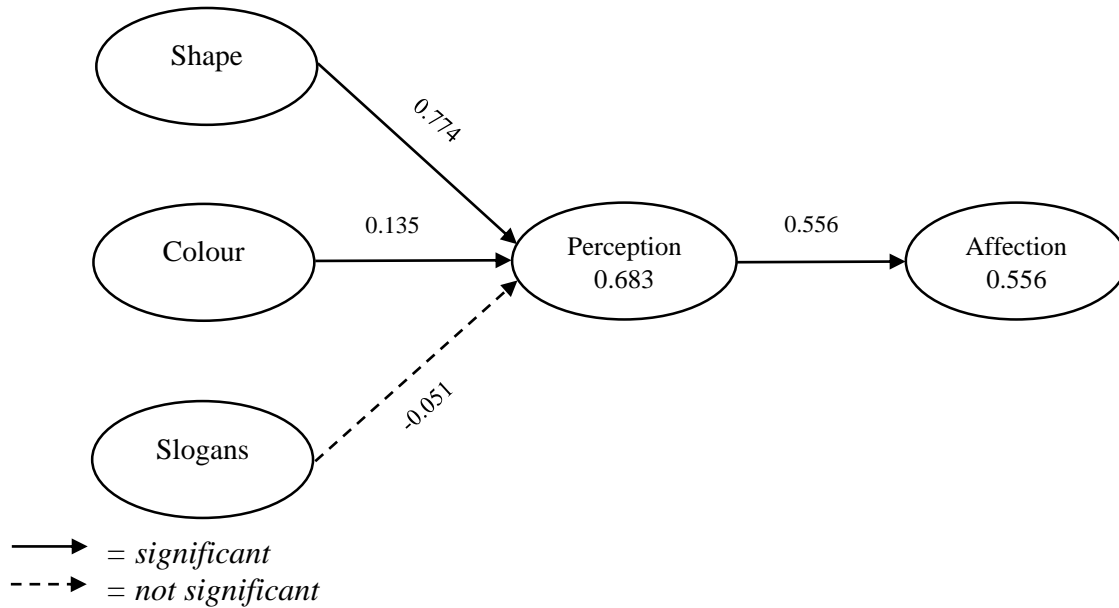 Shape
0.774
Colour
0.135
Perception
0.683
0.556
Affection
0.556
Slogans
-0.051
= significant
= not significant